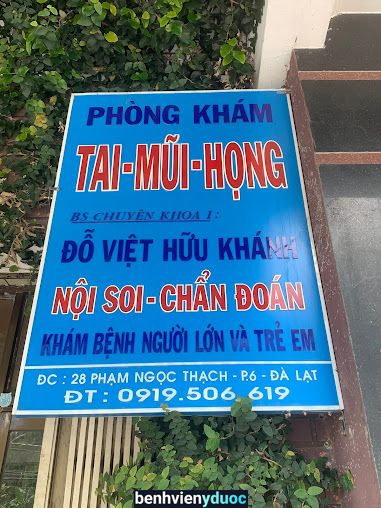 PHÒNG KHÁM
TAI-MŨI-HỌNG
BS CHUYÊN KHOA I :
ĐỖ VIỆT HỮU KHÁNH
NỘI SOI - CHẨN ĐOÁN
KHÁM BỆNH NGƯỜI LỚN VÀ TRẺ EM
ĐC : 28 PHẠM NGỌC THẠCH - P.6 - ĐÀ LẠT
ĐT : 0919.506.619
benhvienyduoc